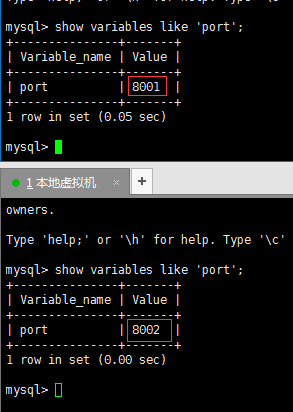 mysql> show variables like 'port';
+---------------+-------+
| Variable_name | Value |
+---------------+-------+
| port          | 8001  |
+---------------+-------+
1 row in set (0.05 sec)
mysql>
1 本地虚拟机 × +
owners.
Type 'help;' or '\h' for help. Type '\c'
mysql> show variables like 'port';
+---------------+-------+
| Variable_name | Value |
+---------------+-------+
| port          | 8002  |
+---------------+-------+
1 row in set (0.00 sec)
mysql>